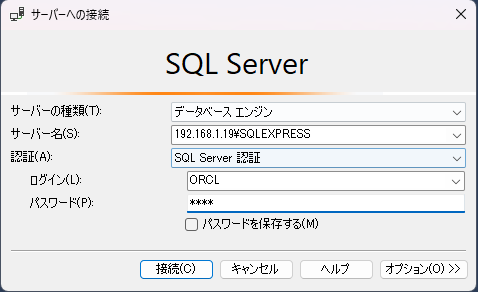 サーバーへの接続
SQL Server
サーバーの種類(T):
データベース エンジン
サーバー名(S):
192.168.1.19¥SQLEXPRESS
認証(A):
SQL Server 認証
ログイン(L):
ORCL
パスワード(P):
****
パスワードを保存する(M)
接続(C)
キャンセル
ヘルプ
オプション(O) >>